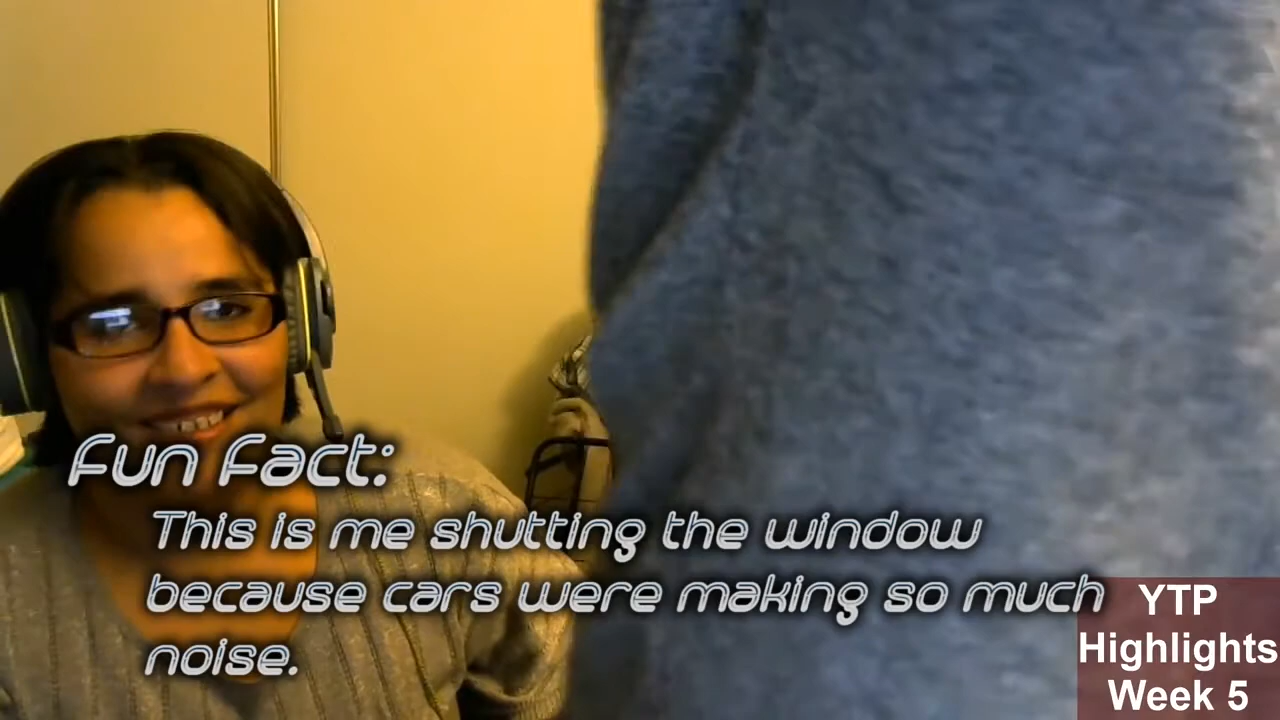 Fun Fact:
This is me shutting the window
because cars were making so much
noise.
YTP
Highlights
Week 5